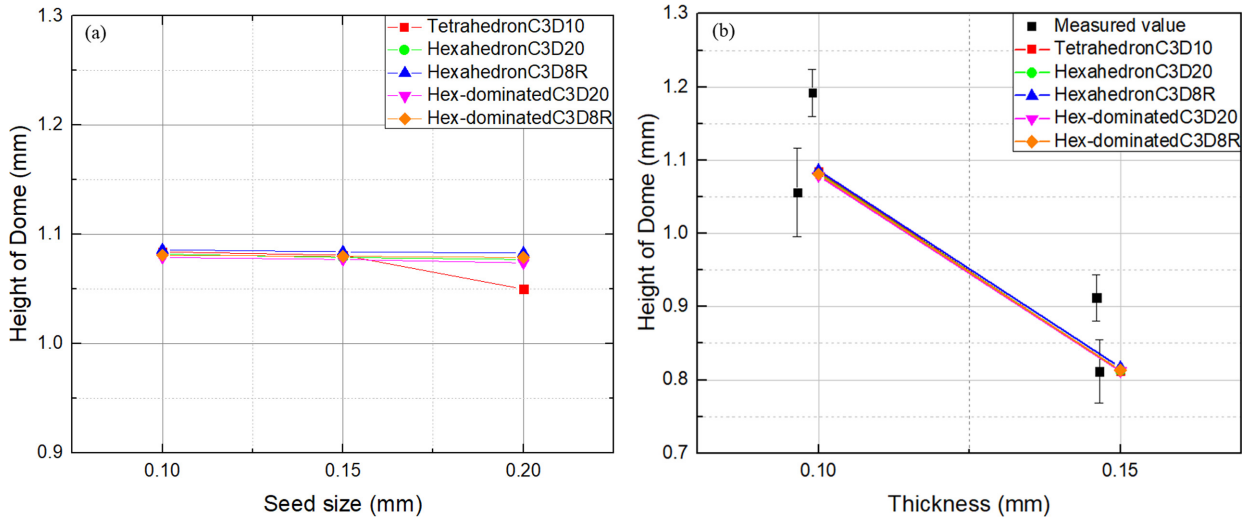 (a)
TetrahedronC3D10
HexahedronC3D20
HexahedronC3D8R
Hex-dominatedC3D20
Hex-dominatedC3D8R
1.3
1.2
1.1
1.0
0.9
Height of Dome (mm)
0.10
0.15
0.20
Seed size (mm)
(b)
Measured value
TetrahedronC3D10
HexahedronC3D20
HexahedronC3D8R
Hex-dominatedC3D20
Hex-dominatedC3D8R
1.3
1.2
1.1
1.0
0.9
0.8
0.7
Height of Dome (mm)
0.10
0.15
Thickness (mm)